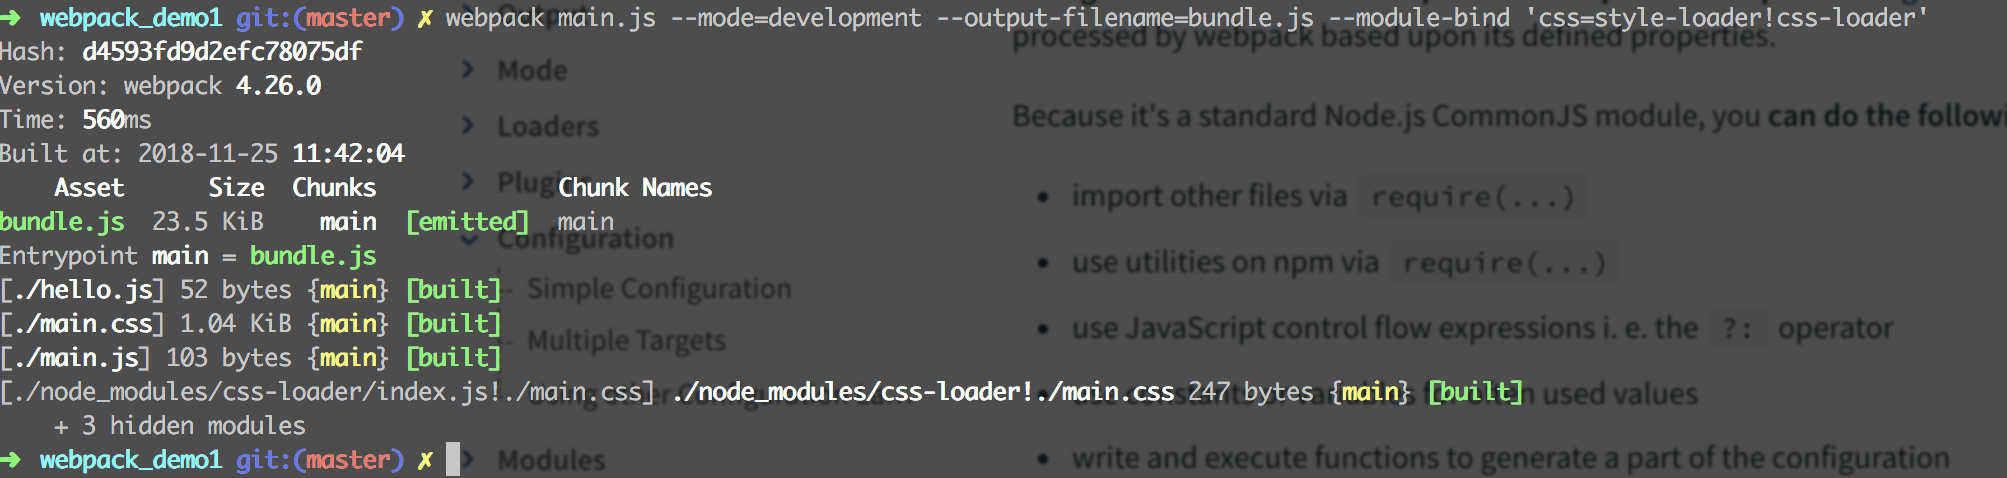 ➜ webpack_demo1 git:(master) ✗ webpack main.js --mode=development --output-filename=bundle.js --module-bind 'css=style-loader!css-loader'
Hash: d4593fd9d2efc78075df
Version: webpack 4.26.0
Time: 560ms
Built at: 2018-11-25 11:42:04
Asset Size Chunks Chunk Names
bundle.js 23.5 KiB main [emitted] main
Entrypoint main = bundle.js
[./hello.js] 52 bytes {main} [built]
[./main.css] 1.04 KiB {main} [built]
[./main.js] 103 bytes {main} [built]
[./node_modules/css-loader/index.js!./main.css] ./node_modules/css-loader!./main.css 247 bytes {main} [built]
+ 3 hidden modules
➜ webpack_demo1 git:(master) ✗
Output
Mode
Loaders
Plugins
Configuration
Simple Configuration
Multiple Targets
Modules
processed by webpack based upon its defined properties.
Because it's a standard Node.js CommonJS module, you can do the followi
• import other files via require(...)
• use utilities on npm via require(...)
• use JavaScript control flow expressions i. e. the ?: operator
often used values
• write and execute functions to generate a part of the configuration